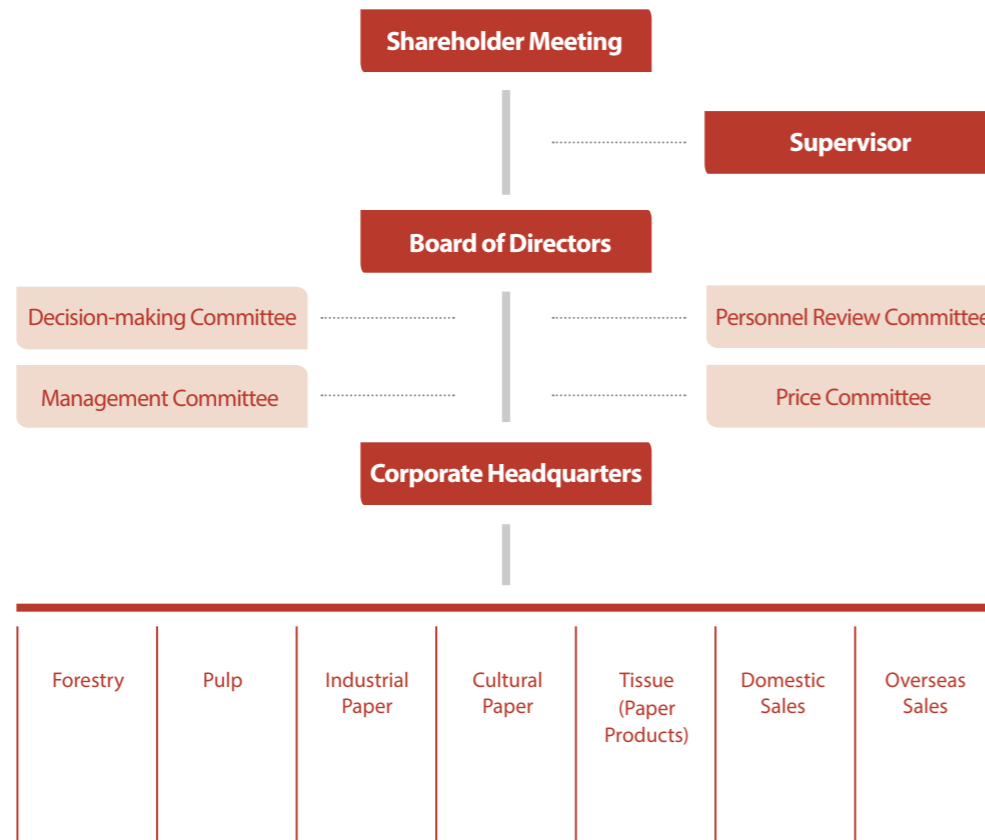 Shareholder Meeting
Supervisor
Board of Directors
Decision-making Committee
Personnel Review Committee
Management Committee
Price Committee
Corporate Headquarters
Forestry
Pulp
Industrial
Paper
Cultural
Paper
Tissue
(Paper
Products)
Domestic
Sales
Overseas
Sales